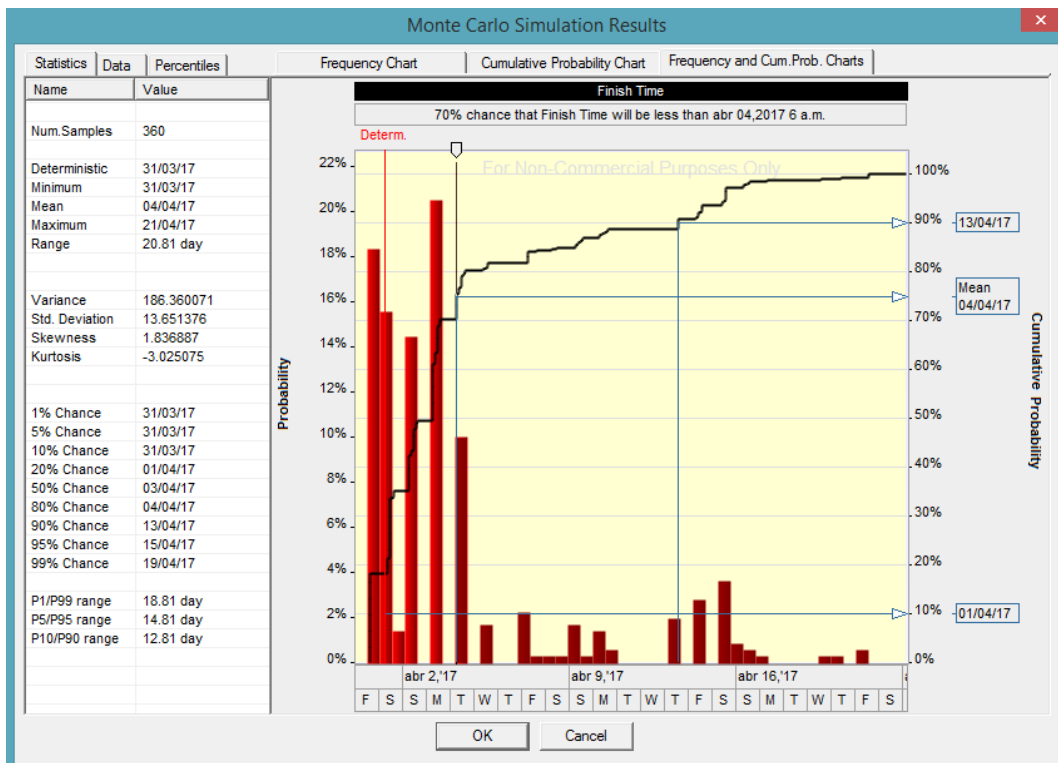 Monte Carlo Simulation Results
Statistics Data Percentiles
Frequency Chart Cumulative Probability Chart Frequency and Cum.Prob. Charts
Name Value
Num.Samples 360
Deterministic 31/03/17
Minimum 31/03/17
Mean 04/04/17
Maximum 21/04/17
Range 20.81 day
Variance 186.360071
Std. Deviation 13.651376
Skewness 1.836887
Kurtosis -3.025075
1% Chance 31/03/17
5% Chance 31/03/17
10% Chance 31/03/17
20% Chance 01/04/17
50% Chance 03/04/17
80% Chance 04/04/17
90% Chance 13/04/17
95% Chance 15/04/17
99% Chance 19/04/17
P1/P99 range 18.81 day
P5/P95 range 14.81 day
P10/P90 range 12.81 day
Finish Time
70% chance that Finish Time will be less than abr 04,2017 6 a.m.
Determ.
For Non-Commercial Purposes Only
Probability
22%
20%
18%
16%
14%
12%
10%
8%
6%
4%
2%
0%
100%
90%
80%
70%
60%
50%
40%
30%
20%
10%
0%
13/04/17
Mean
04/04/17
01/04/17
Cumulative Probability
abr 2,'17 abr 9,'17 abr 16,'17
F S S M T W T F S S M T W T F S S M T W T F S
OK Cancel